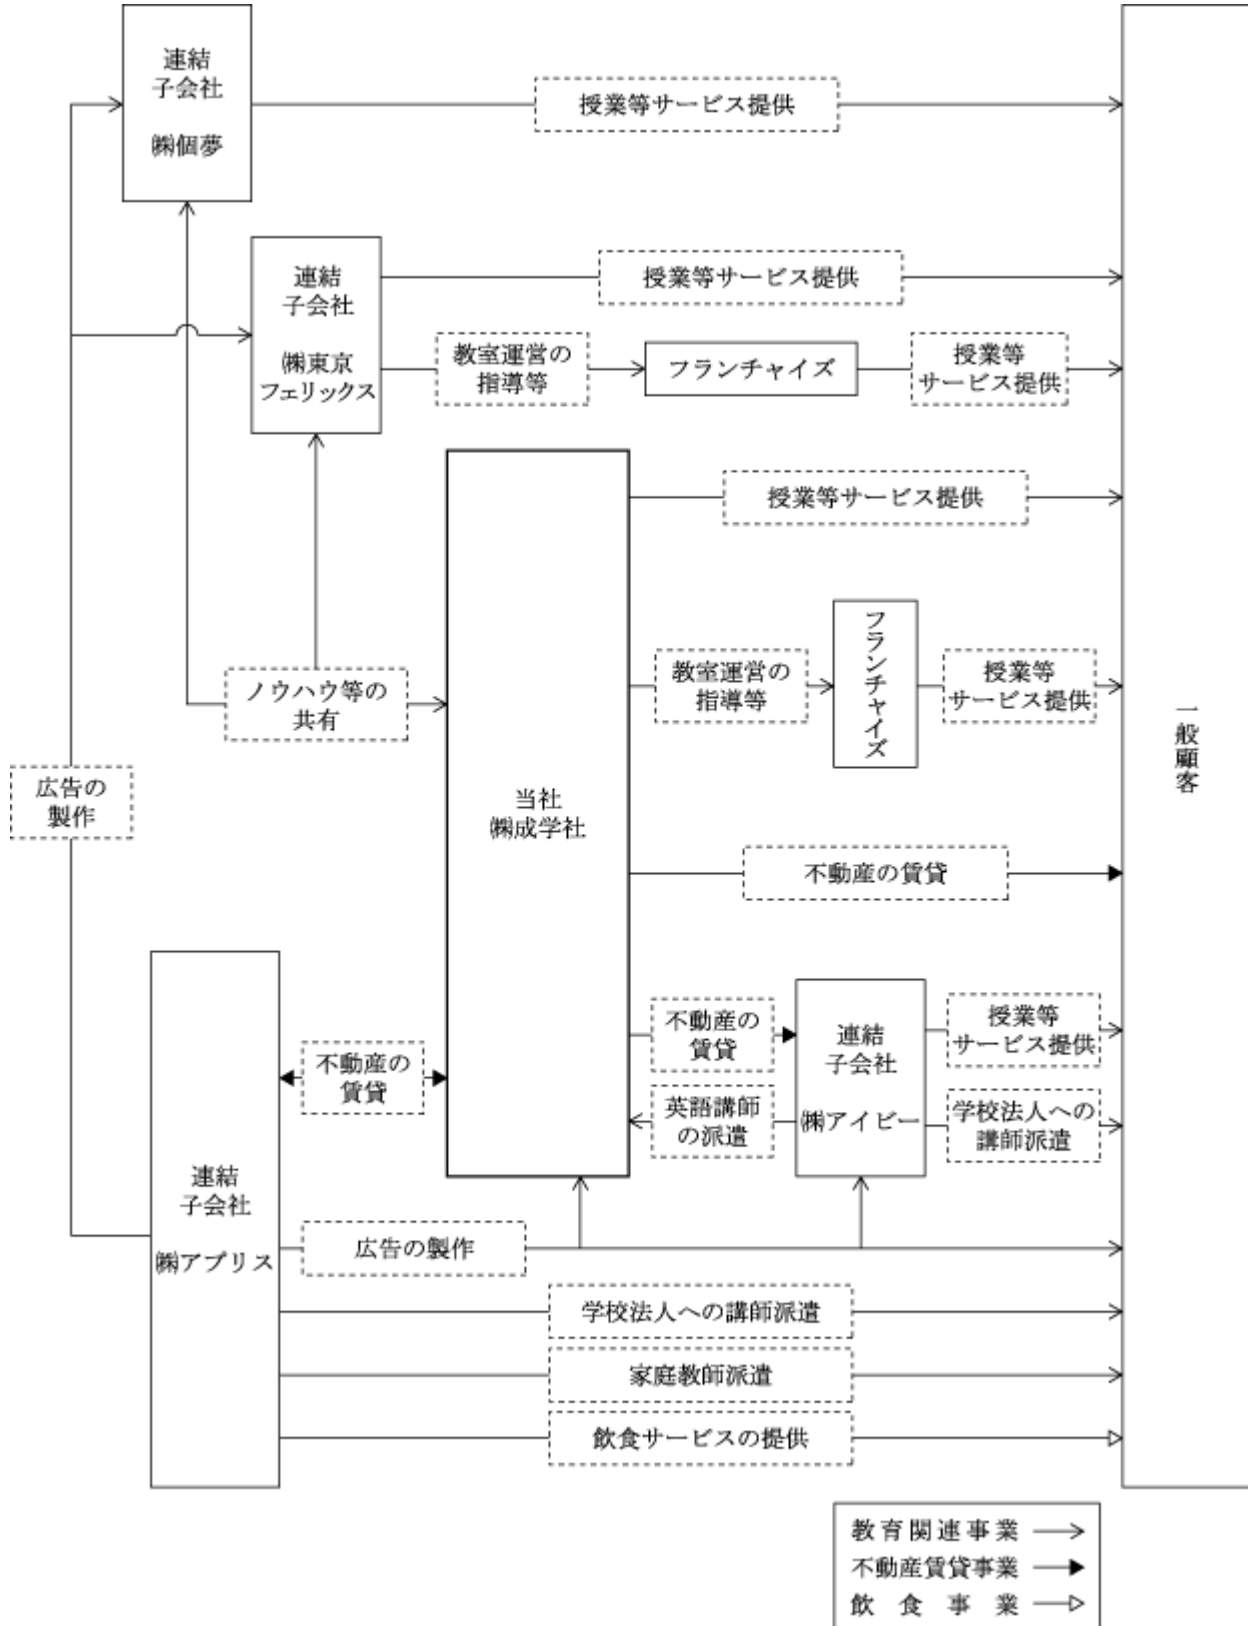 連結
子会社
㈱個夢
授業等サービス提供
連結
子会社
㈱東京
フェリックス
授業等サービス提供
教室運営の
指導等
フランチャイズ
授業等
サービス提供
授業等サービス提供
教室運営の
指導等
フランチャイズ
授業等
サービス提供
ノウハウ等の
共有
広告の
製作
当社
㈱成学社
一般顧客
不動産の賃貸
不動産の
賃貸
不動産の
賃貸
英語講師
の派遣
連結
子会社
㈱アイビー
授業等
サービス提供
学校法人への
講師派遣
連結
子会社
㈱アプリス
広告の製作
学校法人への講師派遣
家庭教師派遣
飲食サービスの提供
教育関連事業
不動産賃貸事業
飲食事業